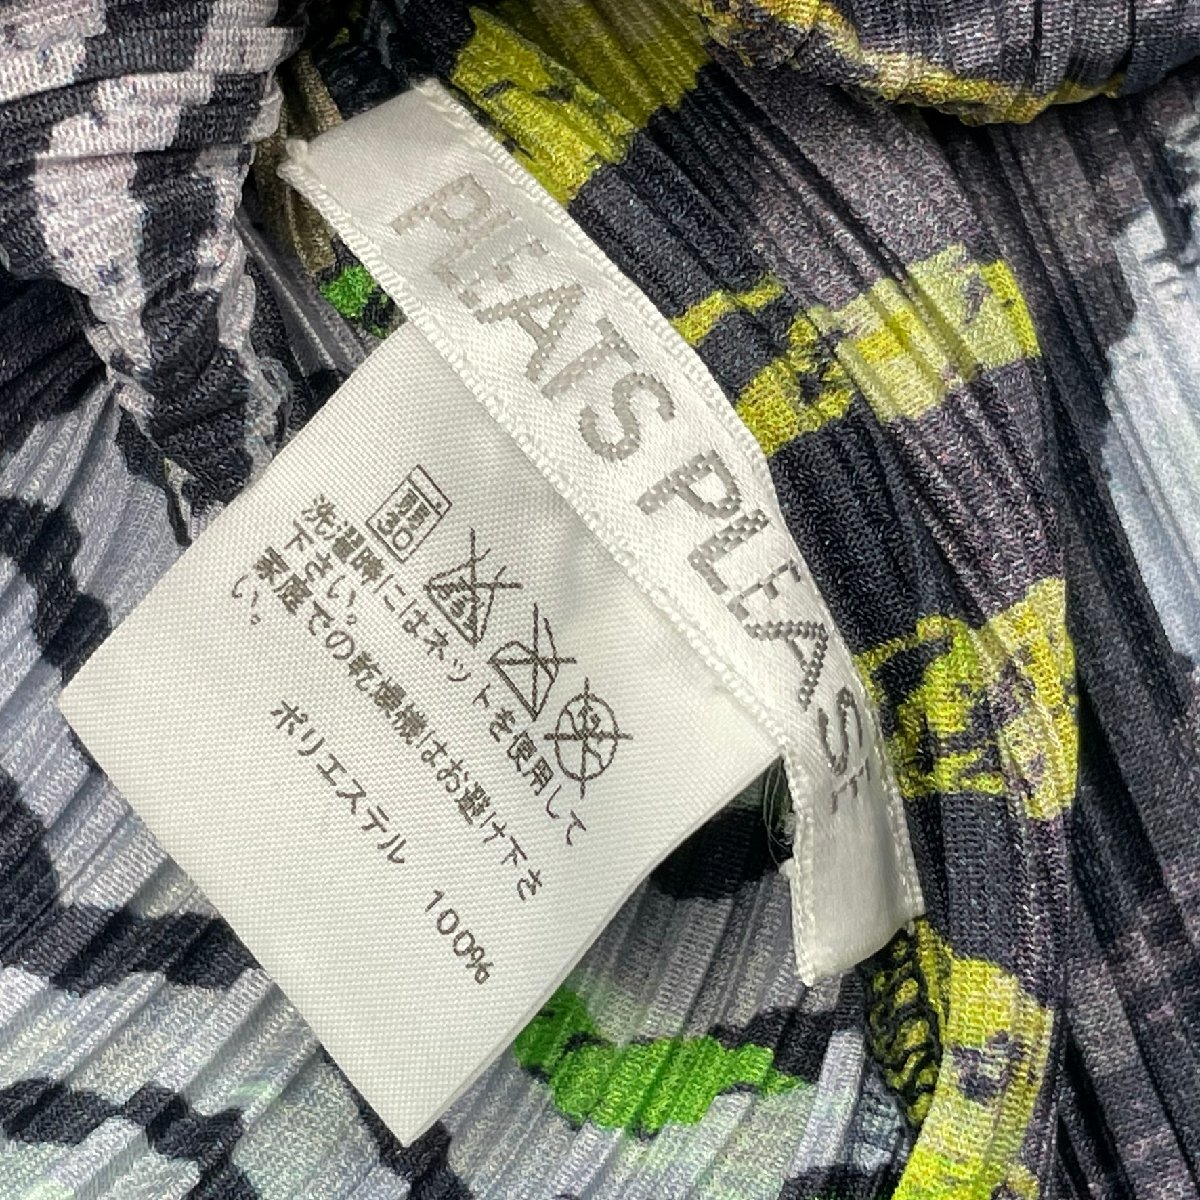 PLEATS PLEASE
弱
30
洗濯時にはネットを使用して
下さい。
家庭での乾燥機はお避け下さ
い。
ポリエステル 100%